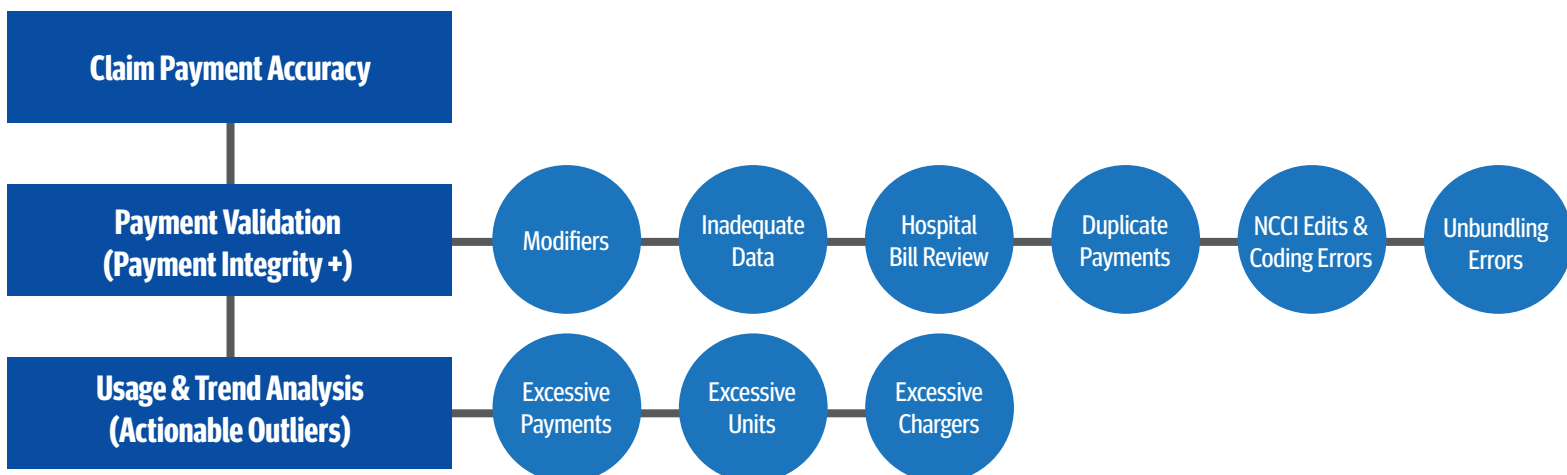 Claim Payment Accuracy
Payment Validation
(Payment Integrity +)
Modifiers
Inadequate
Data
Hospital
Bill Review
Duplicate
Payments
NCCI Edits &
Coding Errors
Unbundling
Errors
Usage & Trend Analysis
(Actionable Outliers)
Excessive
Payments
Excessive
Units
Excessive
Chargers